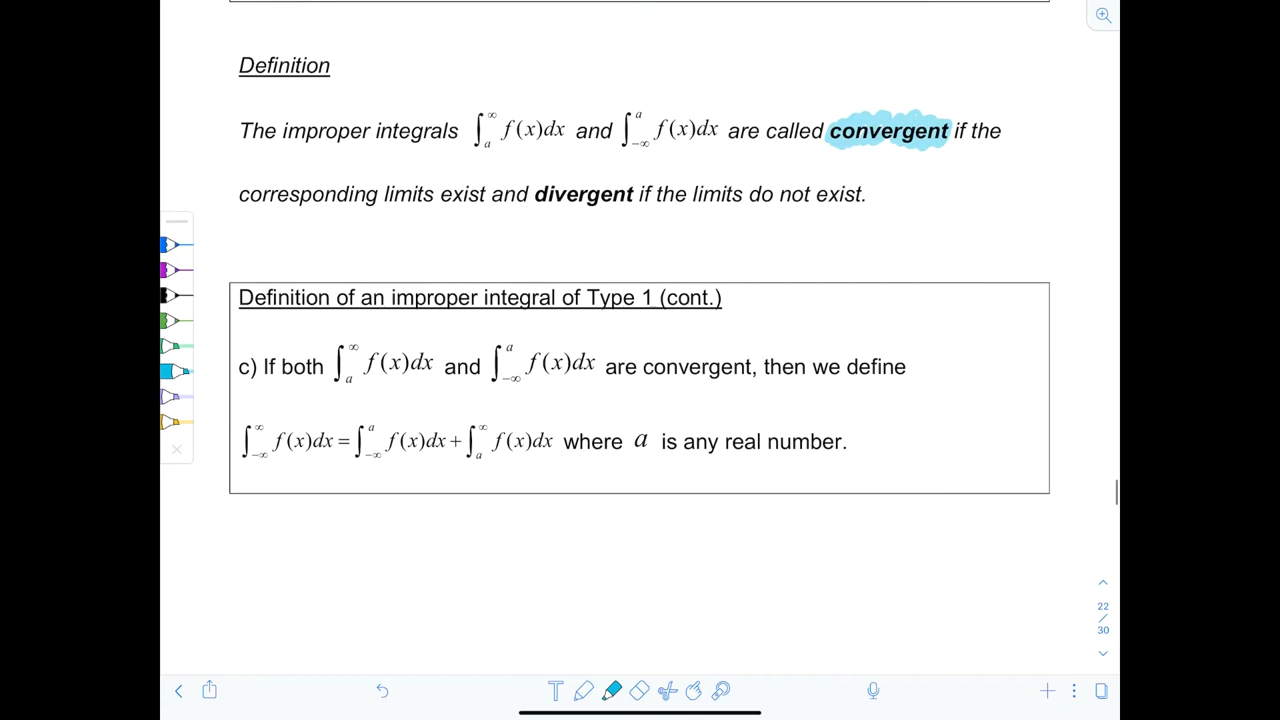 Definition
The improper integrals ∫_a^∞ f(x)dx and ∫_{-∞}^a f(x)dx are called convergent if the
corresponding limits exist and divergent if the limits do not exist.
Definition of an improper integral of Type 1 (cont.)
c) If both ∫_a^∞ f(x)dx and ∫_{-∞}^a f(x)dx are convergent, then we define
∫_{-∞}^∞ f(x)dx = ∫_{-∞}^a f(x)dx + ∫_a^∞ f(x)dx where a is any real number.
22
/
30
T